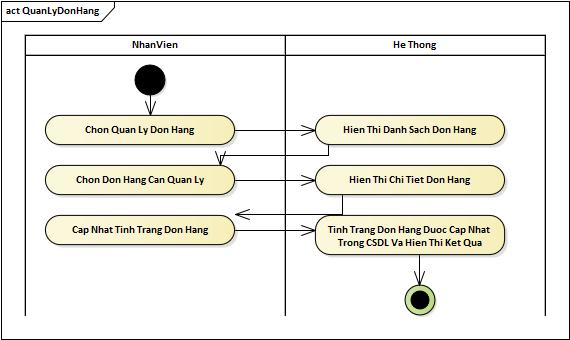 act QuanLyDonHang
NhanVien
He Thong
Chon Quan Ly Don Hang
Hien Thi Danh Sach Don Hang
Chon Don Hang Can Quan Ly
Hien Thi Chi Tiet Don Hang
Cap Nhat Tinh Trang Don Hang
Tinh Trang Don Hang Duoc Cap Nhat
Trong CSDL Va Hien Thi Ket Qua